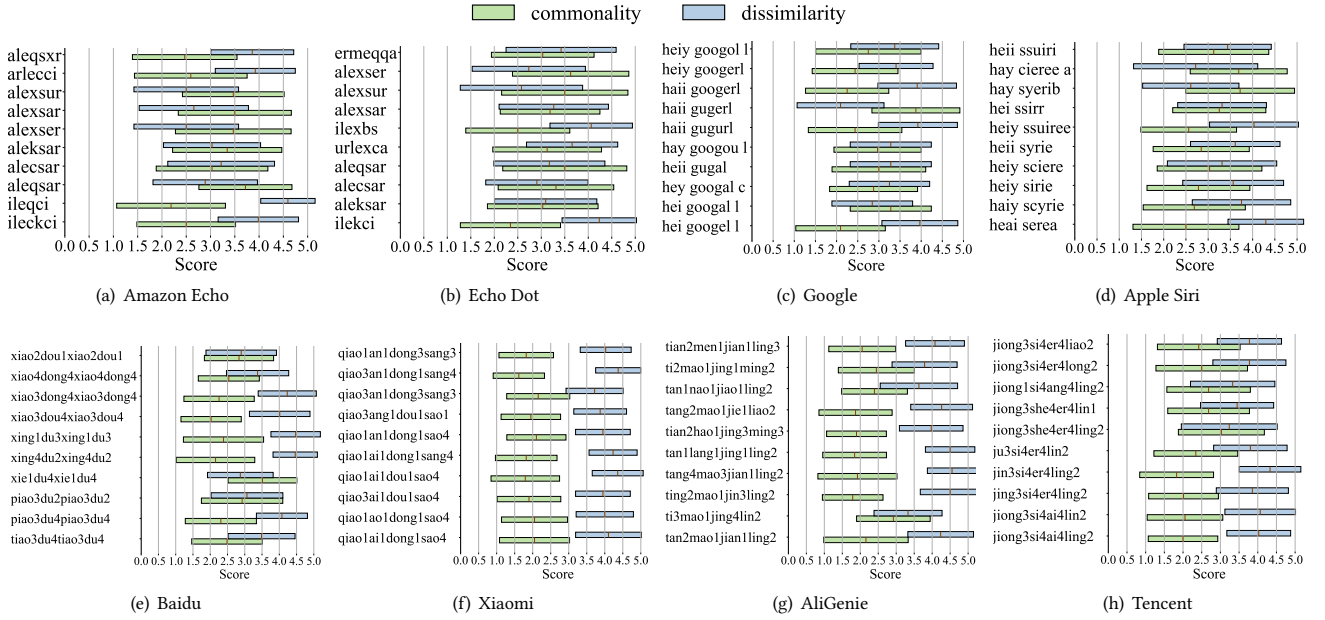 commonality dissimilarity
aleqsxr
arlecci
alexsur
alexsar
alexser
aleksar
alecsar
aleqsar
ileqci
ileckci
0.0 0.5 1.0 1.5 2.0 2.5 3.0 3.5 4.0 4.5 5.0
Score
(a) Amazon Echo
ermeqqa
alexser
alexsur
alexsar
ilexbs
urlexca
aleqsar
alecsar
aleksar
ilekci
0.0 0.5 1.0 1.5 2.0 2.5 3.0 3.5 4.0 4.5 5.0
Score
(b) Echo Dot
heiy googol l
heiy googerl
haii googerl
haii gugerl
haii gugurl
hay googou l
heii gugal
hey googal c
hei googal l
hei googel l
0.0 0.5 1.0 1.5 2.0 2.5 3.0 3.5 4.0 4.5 5.0
Score
(c) Google
heii ssuiri
hay cieree a
hay syerib
hei ssirr
heiy ssuiree
heii syrie
heiy sciere
heiy sirie
haiy scyrie
heai serea
0.0 0.5 1.0 1.5 2.0 2.5 3.0 3.5 4.0 4.5 5.0
Score
(d) Apple Siri
xiao2dou1xiao2dou1
xiao4dong4xiao4dong4
xiao3dong4xiao3dong4
xiao3dou4xiao3dou4
xing1du3xing1du3
xing4du2xing4du2
xie1du4xie1du4
piao3du2piao3du2
piao3du4piao3du4
tiao3du4tiao3du4
0.0 0.5 1.0 1.5 2.0 2.5 3.0 3.5 4.0 4.5 5.0
Score
(e) Baidu
qiao1an1dong3sang3
qiao3an1dong1sang4
qiao3an1dong3sang3
qiao3ang1dou1sao1
qiao1an1dong1sao4
qiao1ai1dong1sang4
qiao1ai1dou1sao4
qiao3ai1dou1sao4
qiao1ao1dong1sao4
qiao1ai1dong1sao4
0.0 0.5 1.0 1.5 2.0 2.5 3.0 3.5 4.0 4.5 5.0
Score
(f) Xiaomi
tian2men1jian1ling3
ti2mao1jing1ming2
tan1nao1jiao1ling2
tang2mao1jie1liao2
tian2hao1jing3ming3
tan1lang1jing1ling2
tang4mao3jian1ling2
ting2mao1jin3ling2
ti3mao1jing4lin2
tan2mao1jian1ling2
0.0 0.5 1.0 1.5 2.0 2.5 3.0 3.5 4.0 4.5 5.0
Score
(g) AliGenie
jiong3si4er4liao2
jiong3si4er4long2
jiong1si4ang4ling2
jiong3she4er4lin1
jiong3she4er4ling2
ju3si4er4lin2
jin3si4er4ling2
jing3si4er4ling2
jiong3si4ai4lin2
jiong3si4ai4ling2
0.0 0.5 1.0 1.5 2.0 2.5 3.0 3.5 4.0 4.5 5.0
Score
(h) Tencent